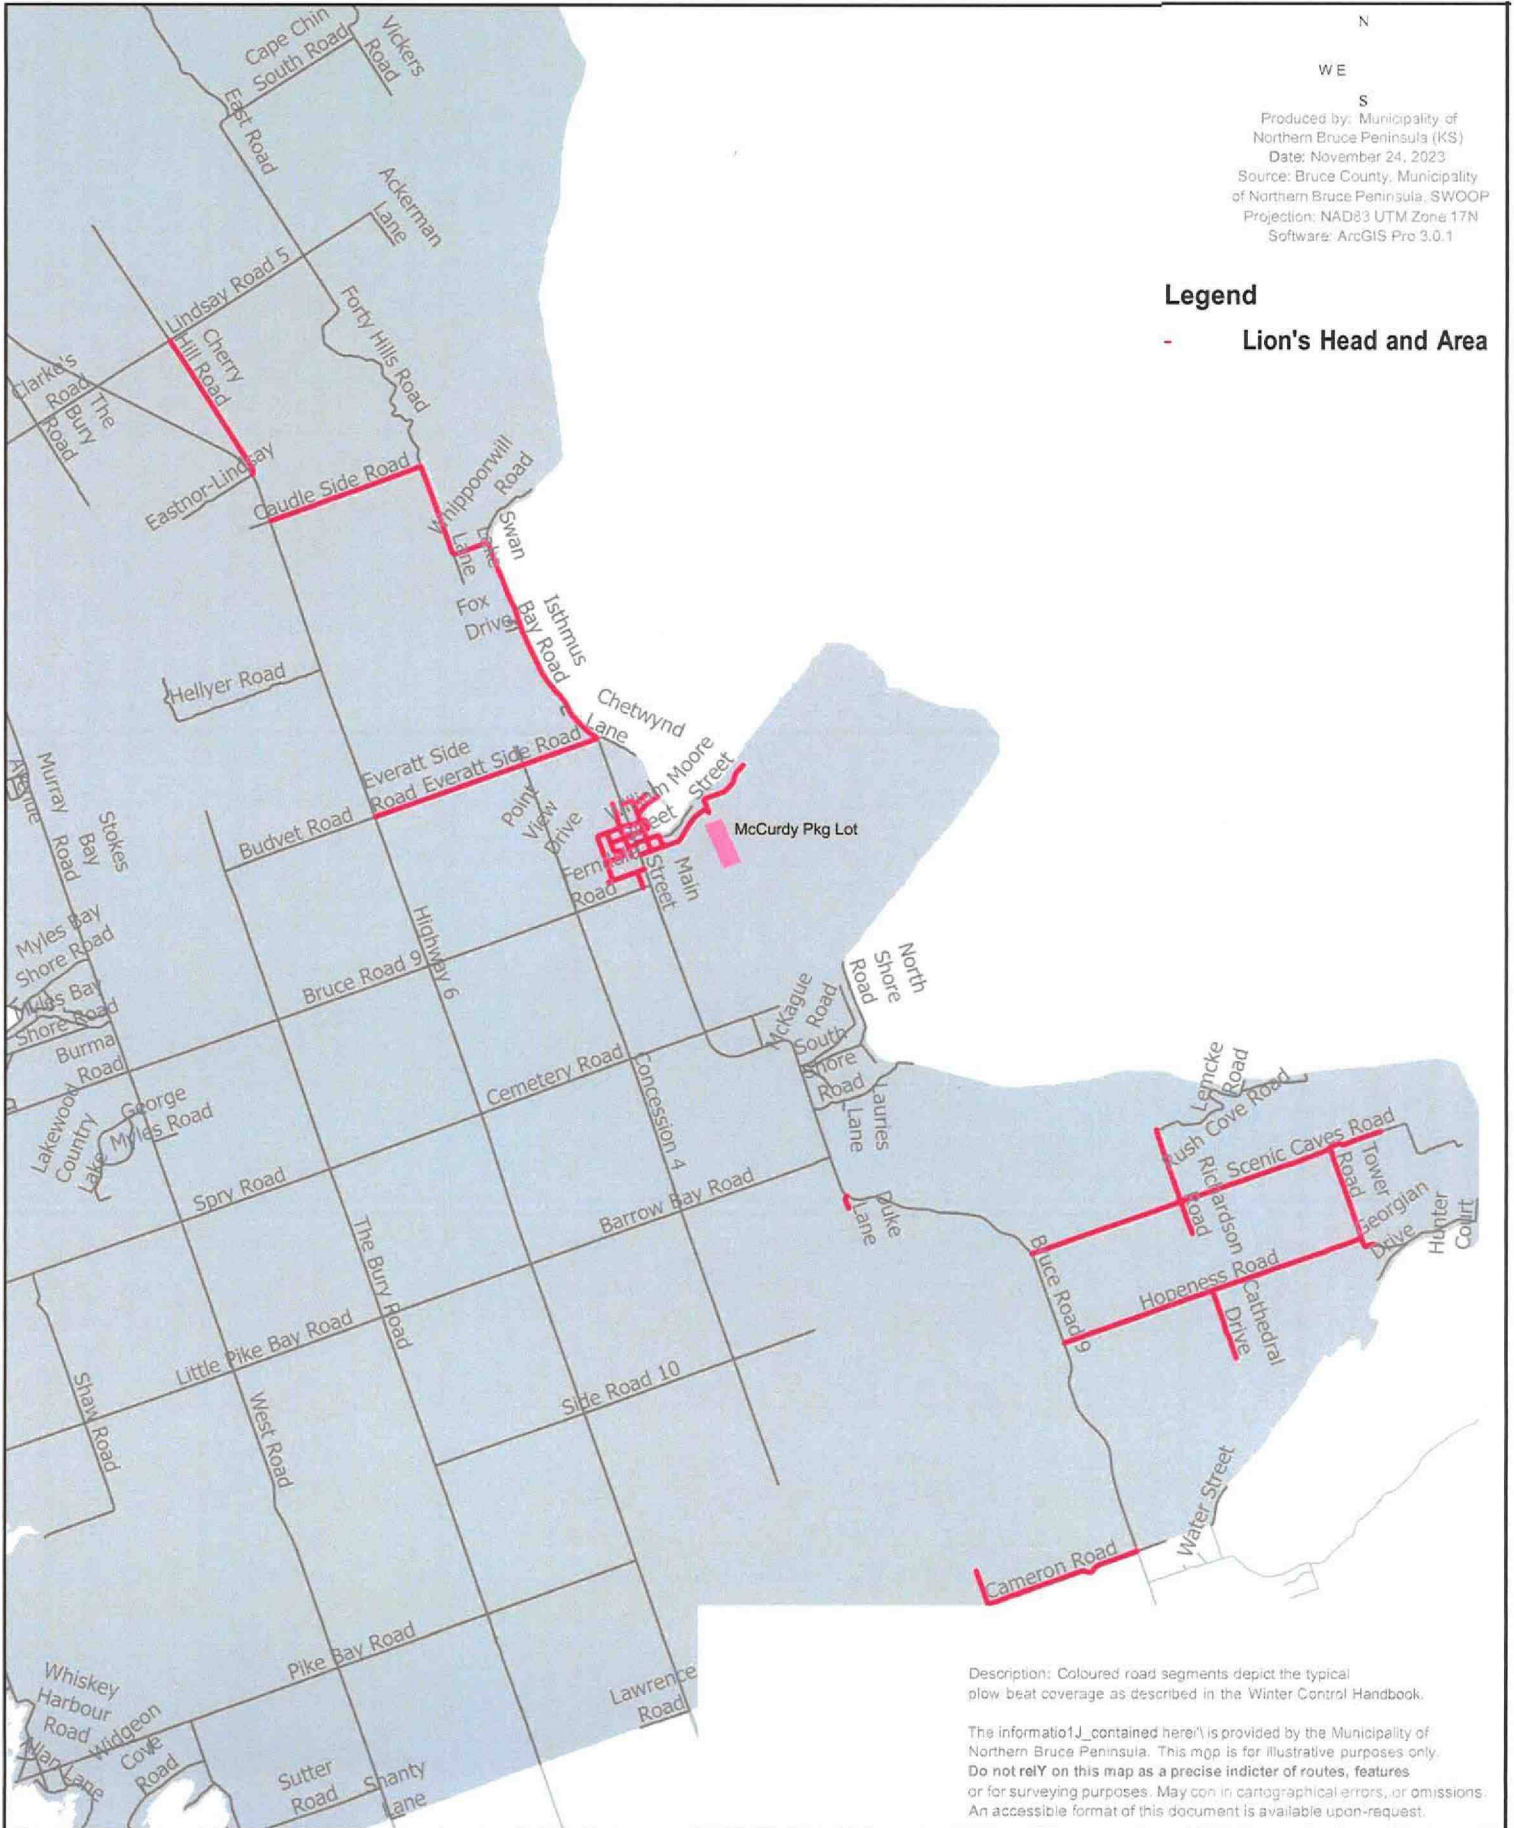 N
W E
S
Produced by: Municipality of
Northern Bruce Peninsula (KS)
Date: November 24, 2023
Source: Bruce County, Municipality
of Northern Bruce Peninsula, SWOOP
Projection: NAD83 UTM Zone 17N
Software: ArcGIS Pro 3.0.1
Legend
- Lion's Head and Area
Cape Chin
South Road
Vickers
Road
East Road
Ackerman
Lane
Lindsay Road 5
Forty Hills Road
Cherry
Hill Road
Clarke's
Road
The
Bury
Road
Eastnor-Lindsay
Caudle Side Road
Whippoorwill
Road
Lane
Swan
Lake
Fox
Drive
Isthmus
Bay Road
Hellyer Road
Chetwynd
Lane
Everatt Side
Road Everatt Side Road
William Moore
Street
Street
McCurdy Pkg Lot
Point
View
Drive
Budvet Road
Ferndale
Road
Main
Street
Murray
Road
Avenue
Stokes
Bay
Highway 6
Myles Bay
Shore Road
Bruce Road 9
Myles Bay
Shore Road
North
Shore
Road
McKague
Road
South
Shore
Road
Burma
Road
Cemetery Road
Concession 4
Lauries
Lane
Lakewood
Country
Lake
George
Myles Road
Lemcke
Road
Rush Cove Road
Scenic Caves Road
Richardson
Road
Tower
Road
Spry Road
Barrow Bay Road
Duke
Lane
Georgian
Drive
Hunter
Court
The Bury Road
Bruce Road 9
Hopeness Road
Cathedral
Drive
Little Pike Bay Road
Shaw Road
West Road
Side Road 10
Water Street
Cameron Road
Pike Bay Road
Lawrence
Road
Whiskey
Harbour
Road
Widgeon
Cove
Road
Lane
Sutter
Road
Shanty
Lane
Description: Coloured road segments depict the typical
plow beat coverage as described in the Winter Control Handbook.
The informatio1J_contained herei'\ is provided by the Municipality of
Northern Bruce Peninsula. This map is for illustrative purposes only.
Do not relY on this map as a precise indicter of routes, features
or for surveying purposes. May con in cartographical errors, or omissions.
An accessible format of this document is available upon-request.